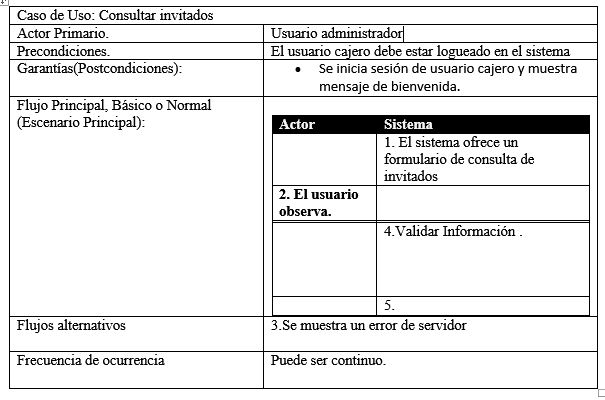 Caso de Uso: Consultar invitados
Actor Primario.
Usuario administrador
Precondiciones.
El usuario cajero debe estar logueado en el sistema
Garantías(Postcondiciones):
• Se inicia sesión de usuario cajero y muestra
mensaje de bienvenida.
Flujo Principal, Básico o Normal
(Escenario Principal):
Actor
Sistema
1. El sistema ofrece un
formulario de consulta de
invitados
2. El usuario
observa.
4.Validar Información .
5.
Flujos alternativos
3.Se muestra un error de servidor
Frecuencia de ocurrencia
Puede ser continuo.